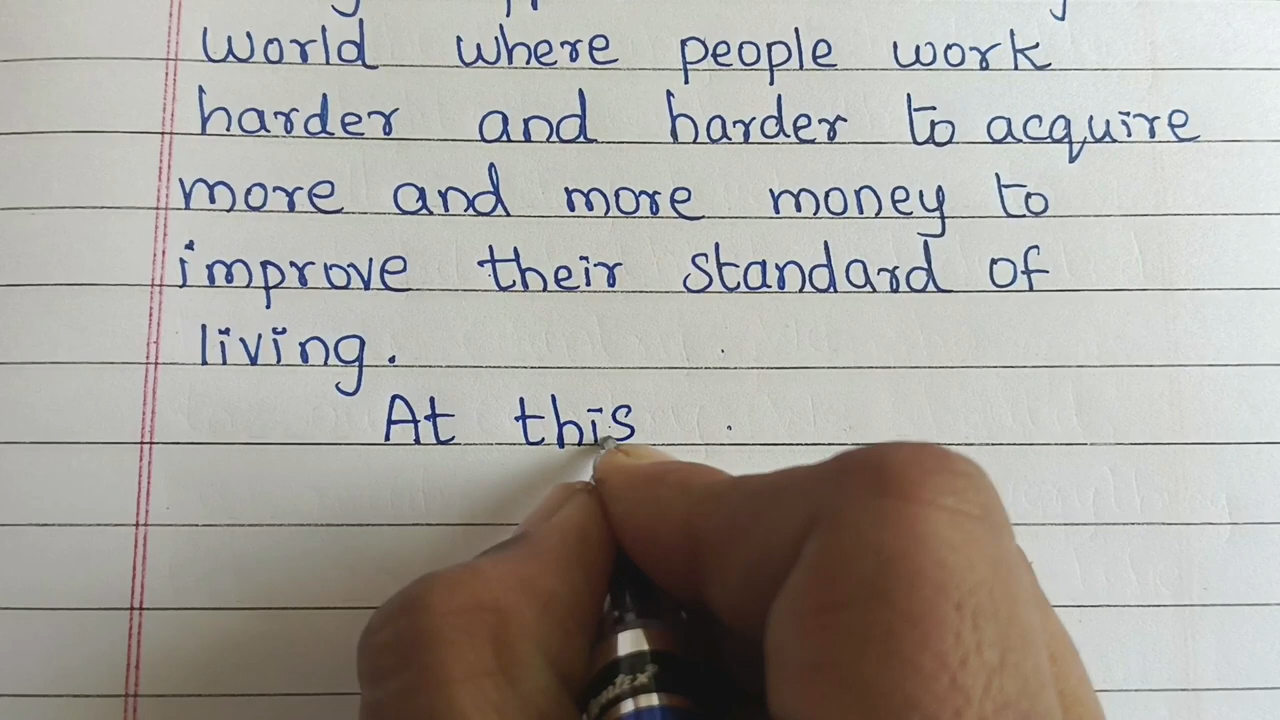 world where people work
harder and harder to acquire
more and more money to
improve their standard of
living.
At this